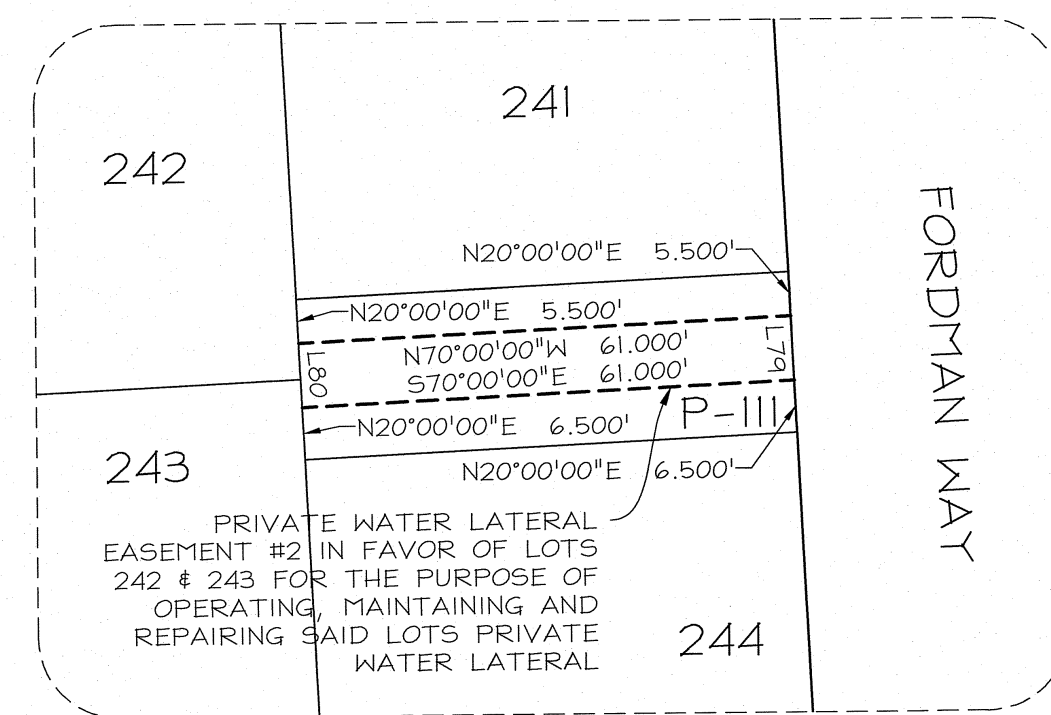 241
242
N20°00'00"E 5.500'
N20°00'00"E 5.500'
N70°00'00"W 61.000'
S70°00'00"E 61.000'
L80
L79
P-111
N20°00'00"E 6.500'
N20°00'00"E 6.500'
243
PRIVATE WATER LATERAL
EASEMENT #2 IN FAVOR OF LOTS
242 & 243 FOR THE PURPOSE OF
OPERATING, MAINTAINING AND
REPAIRING SAID LOTS PRIVATE
WATER LATERAL
244
FORDMAN WAY